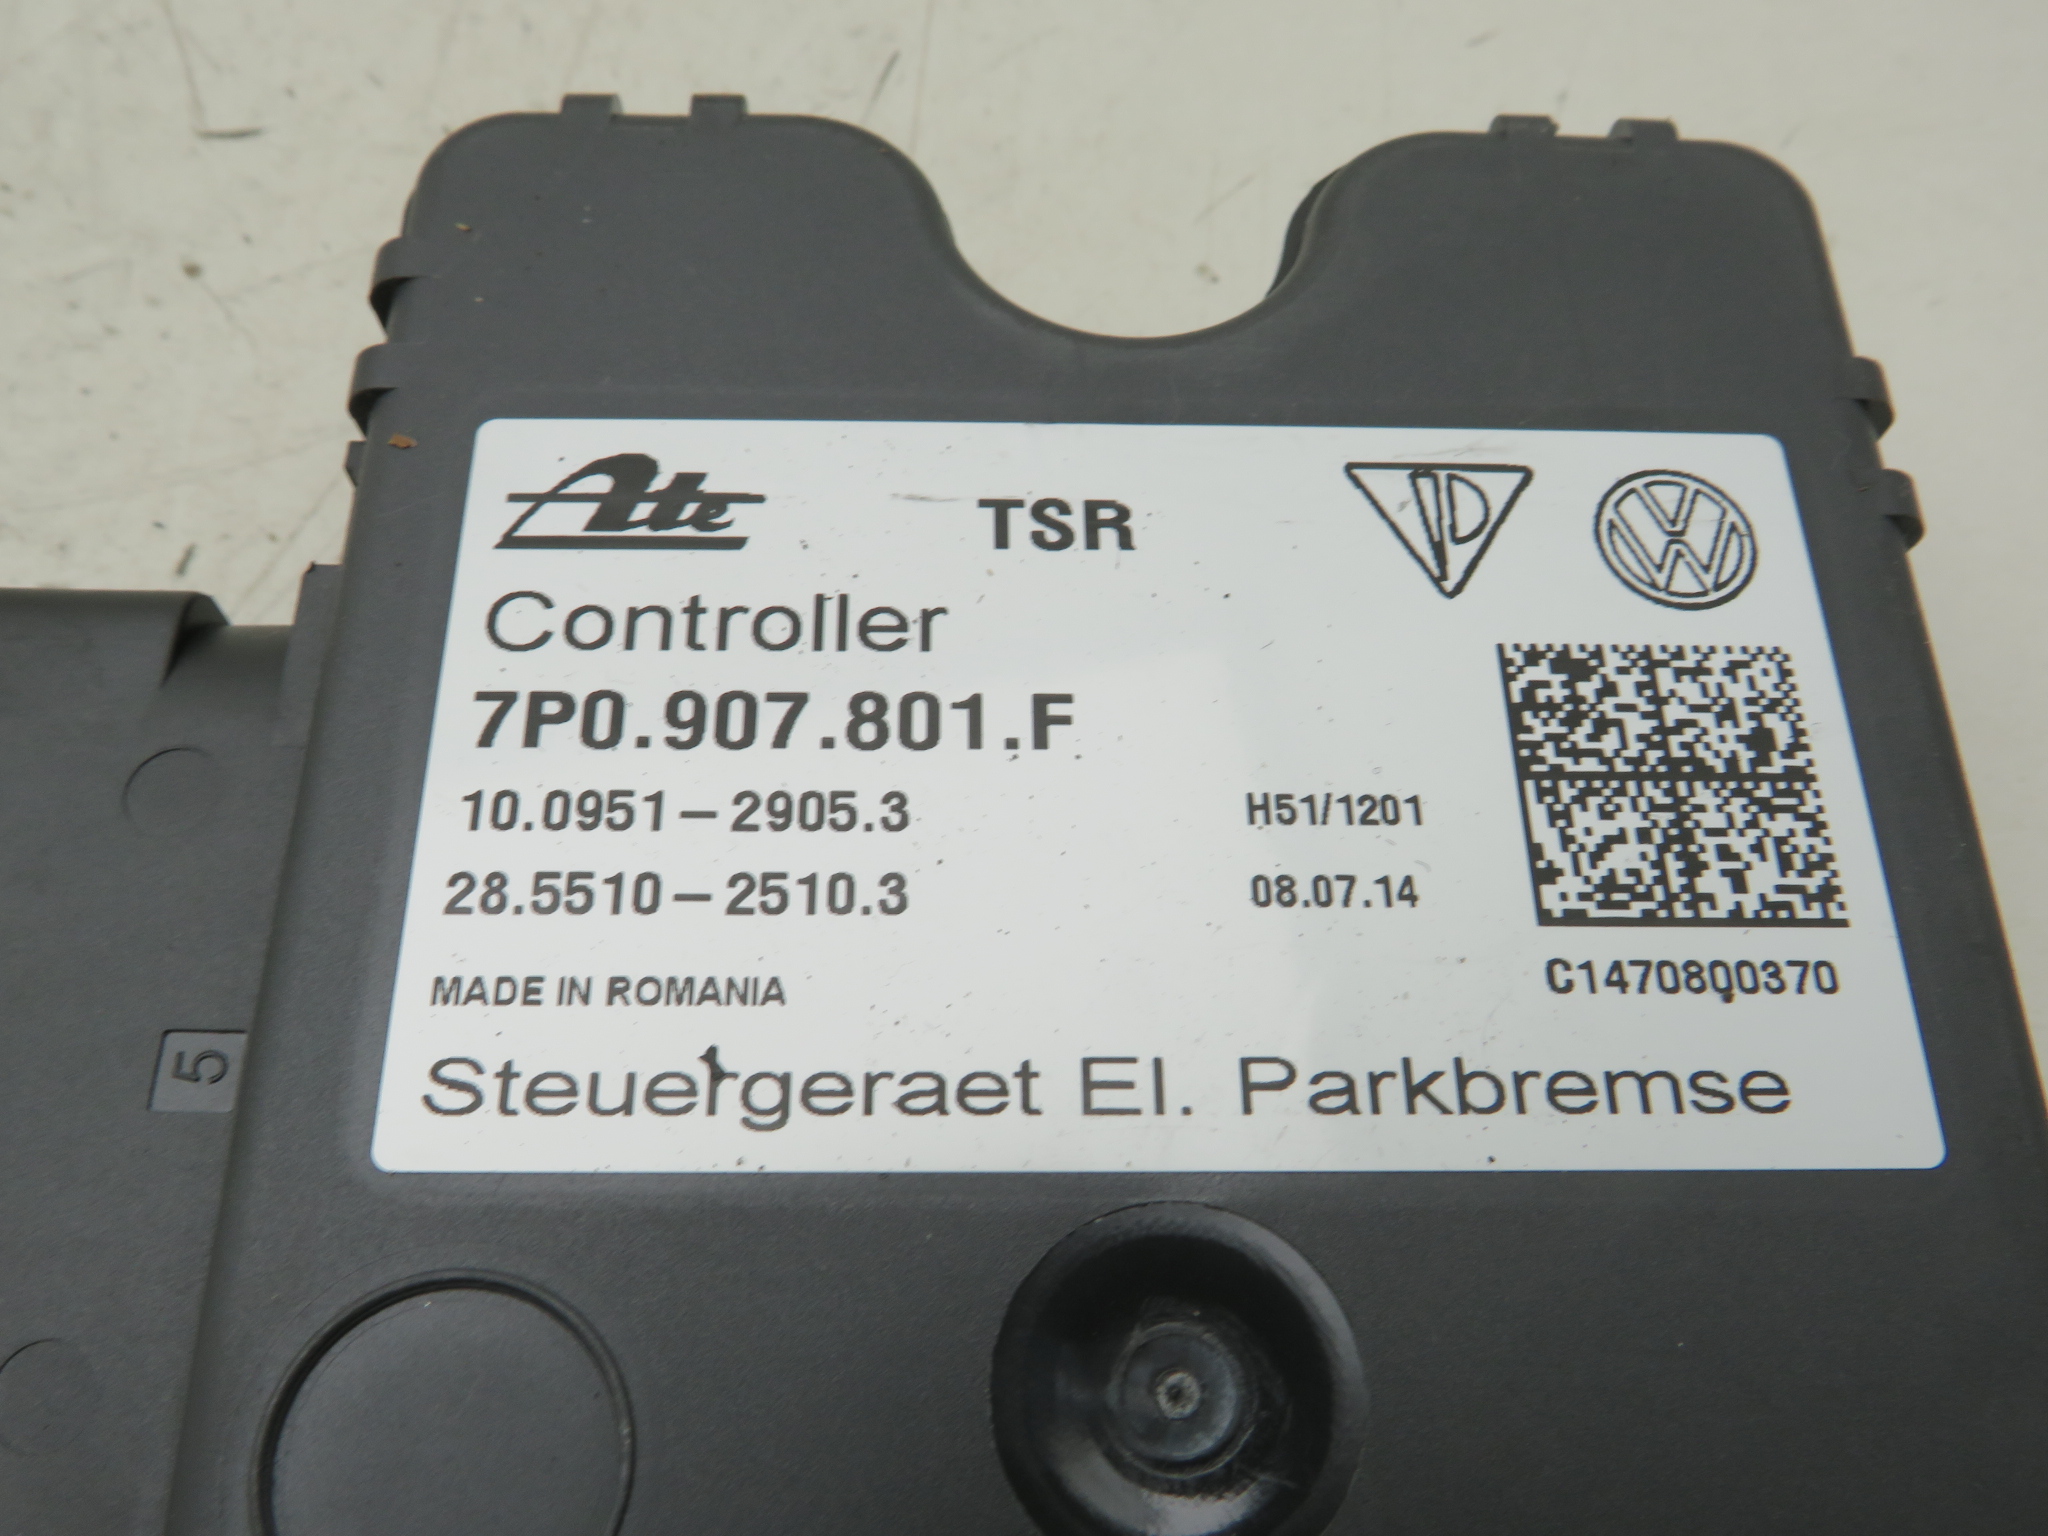 Ate TSR
Controller
7P0.907.801.F
10.0951-2905.3 H51/1201
28.5510-2510.3 08.07.14
MADE IN ROMANIA C1470800370
Steuergeraet El. Parkbremse
5